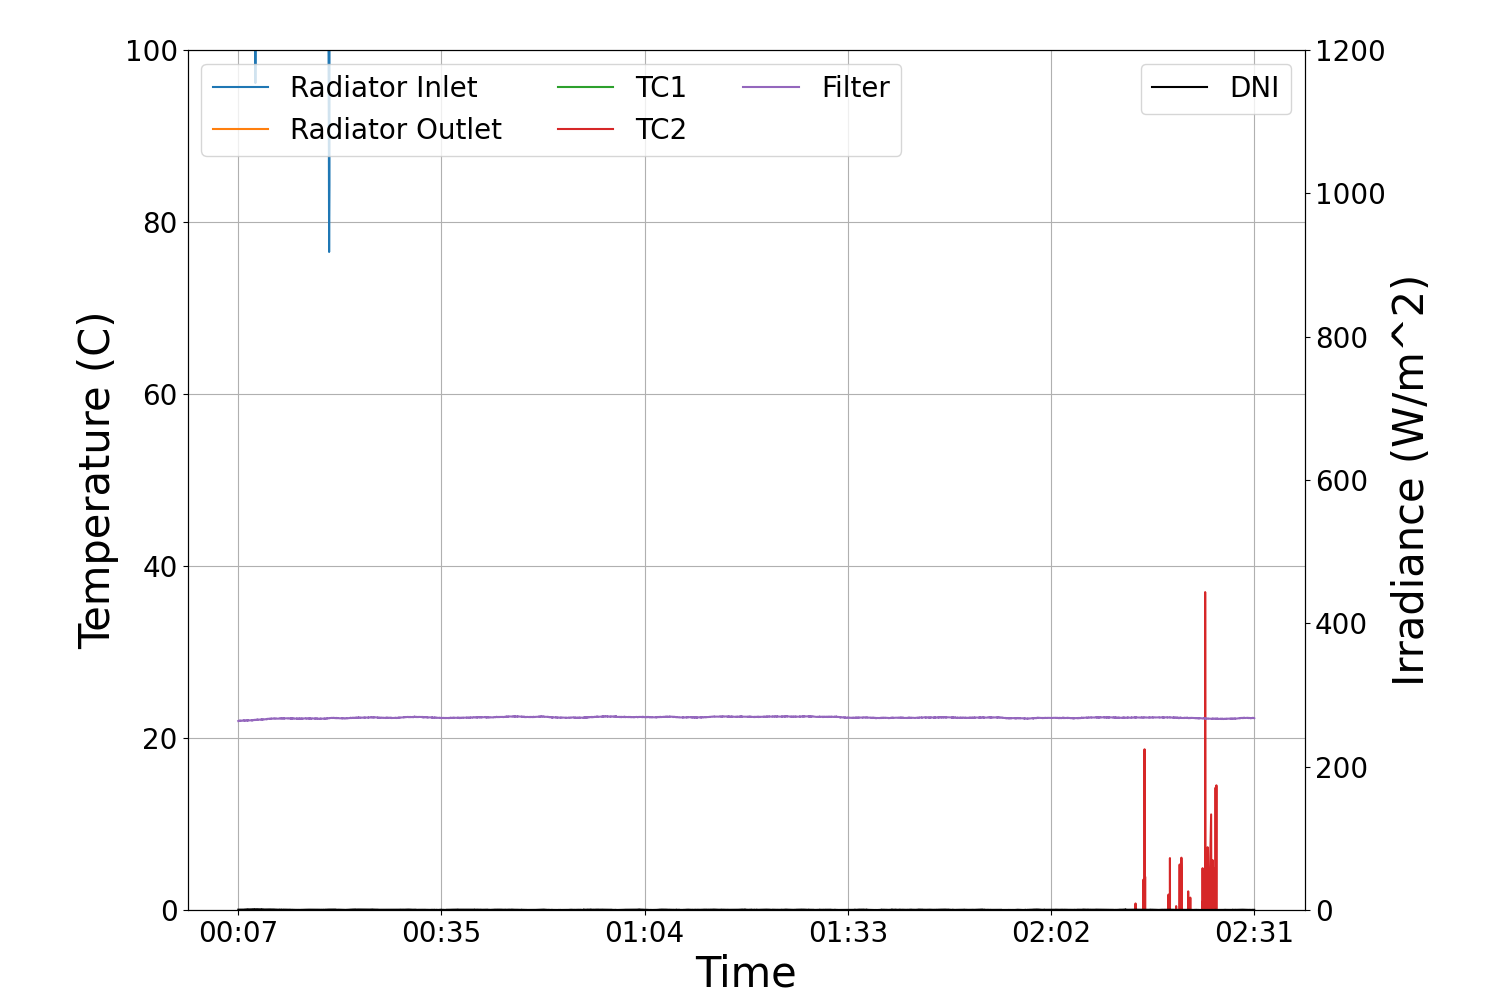 100
80
60
40
20
0
Temperature (C)
Radiator Inlet
Radiator Outlet
TC1
TC2
Filter
DNI
1200
1000
800
600
400
200
0
Irradiance (W/m^2)
00:07 00:35 01:04 01:33 02:02 02:31
Time